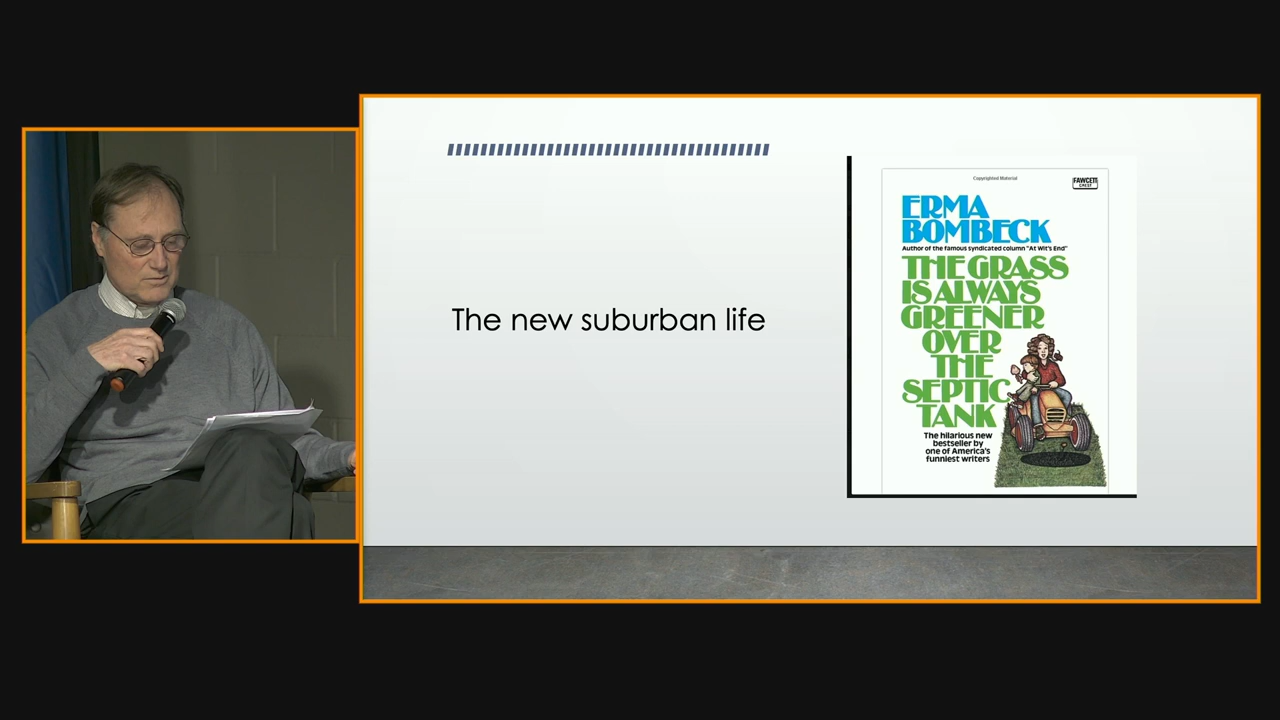 The new suburban life
Copyrighted Material
FAWCETT
CREST
ERMA
BOMBECK
Author of the famous syndicated column "At Wit's End"
THE GRASS
IS ALWAYS
GREENER
OVER
THE
SEPTIC
TANK
The hilarious new
bestseller by
one of America's
funniest writers